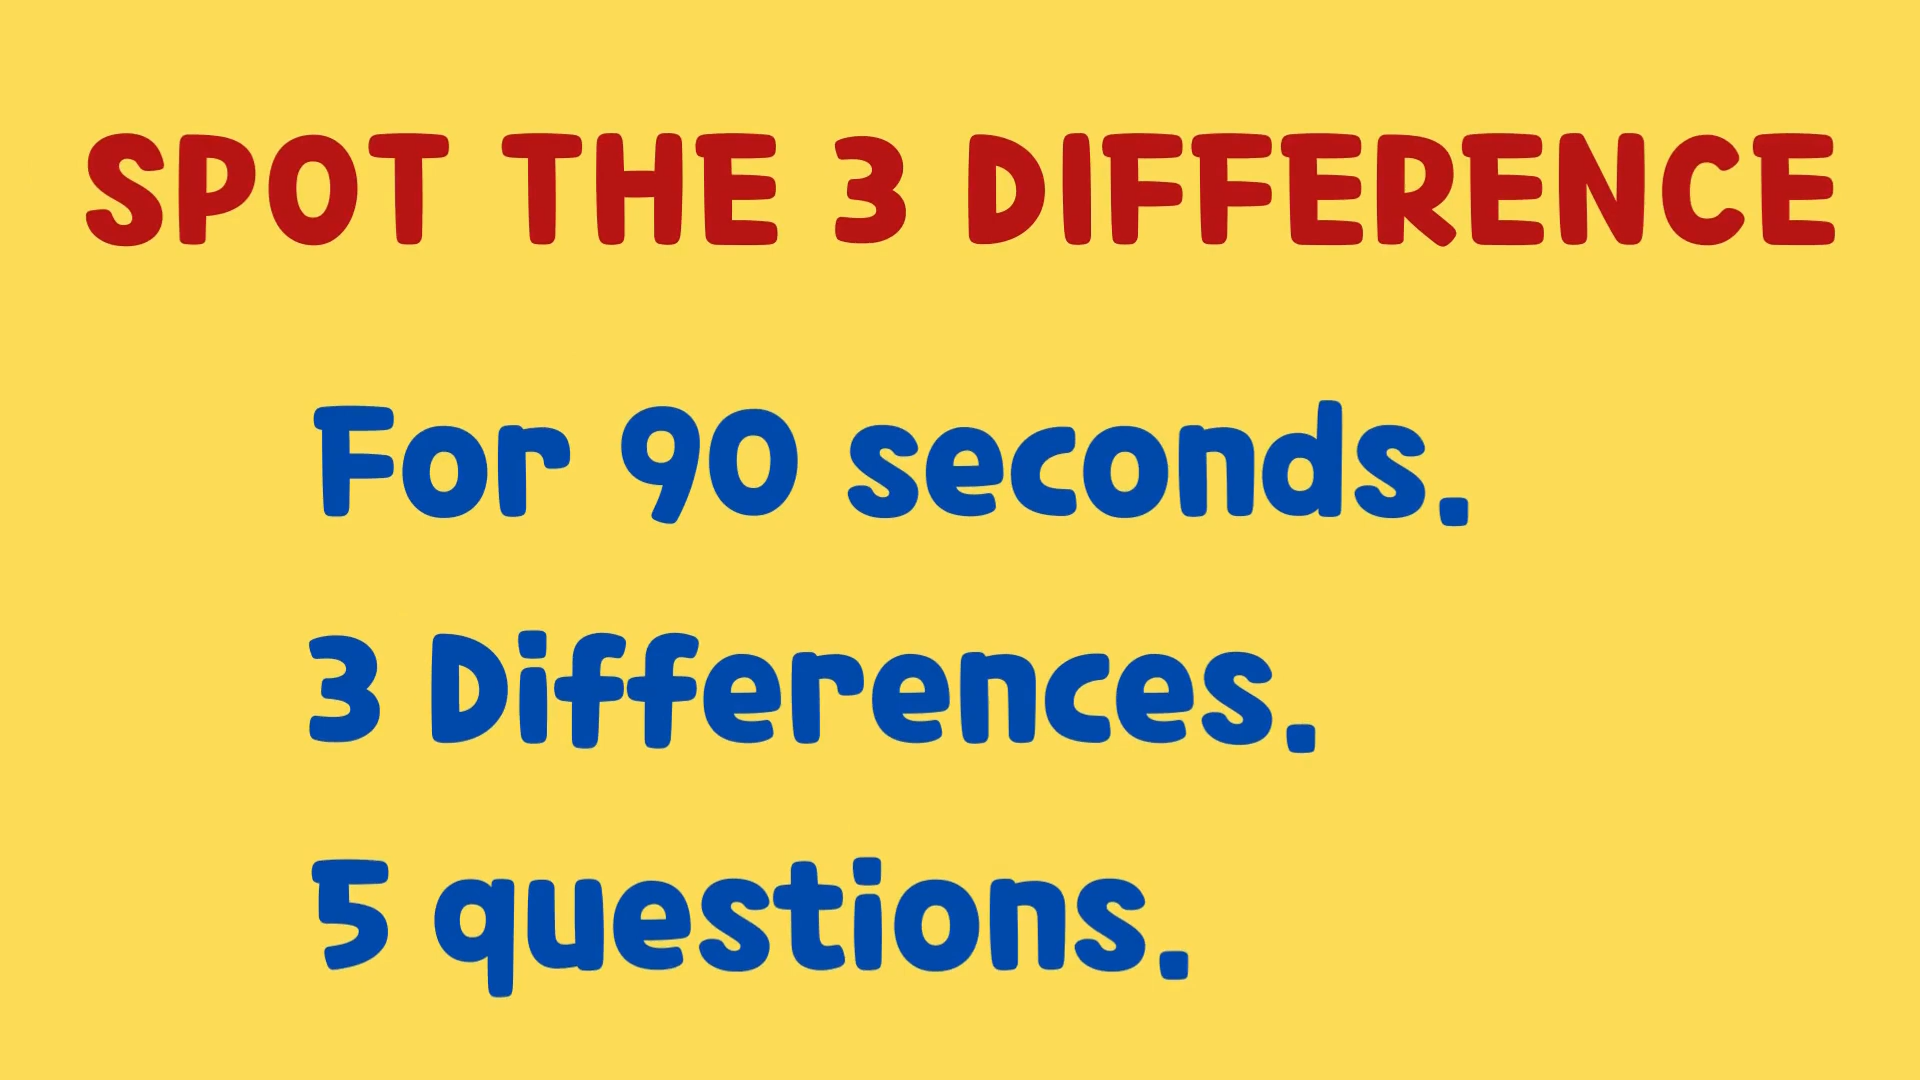 SPOT THE 3 DIFFERENCE
For 90 seconds.
3 Differences.
5 questions.